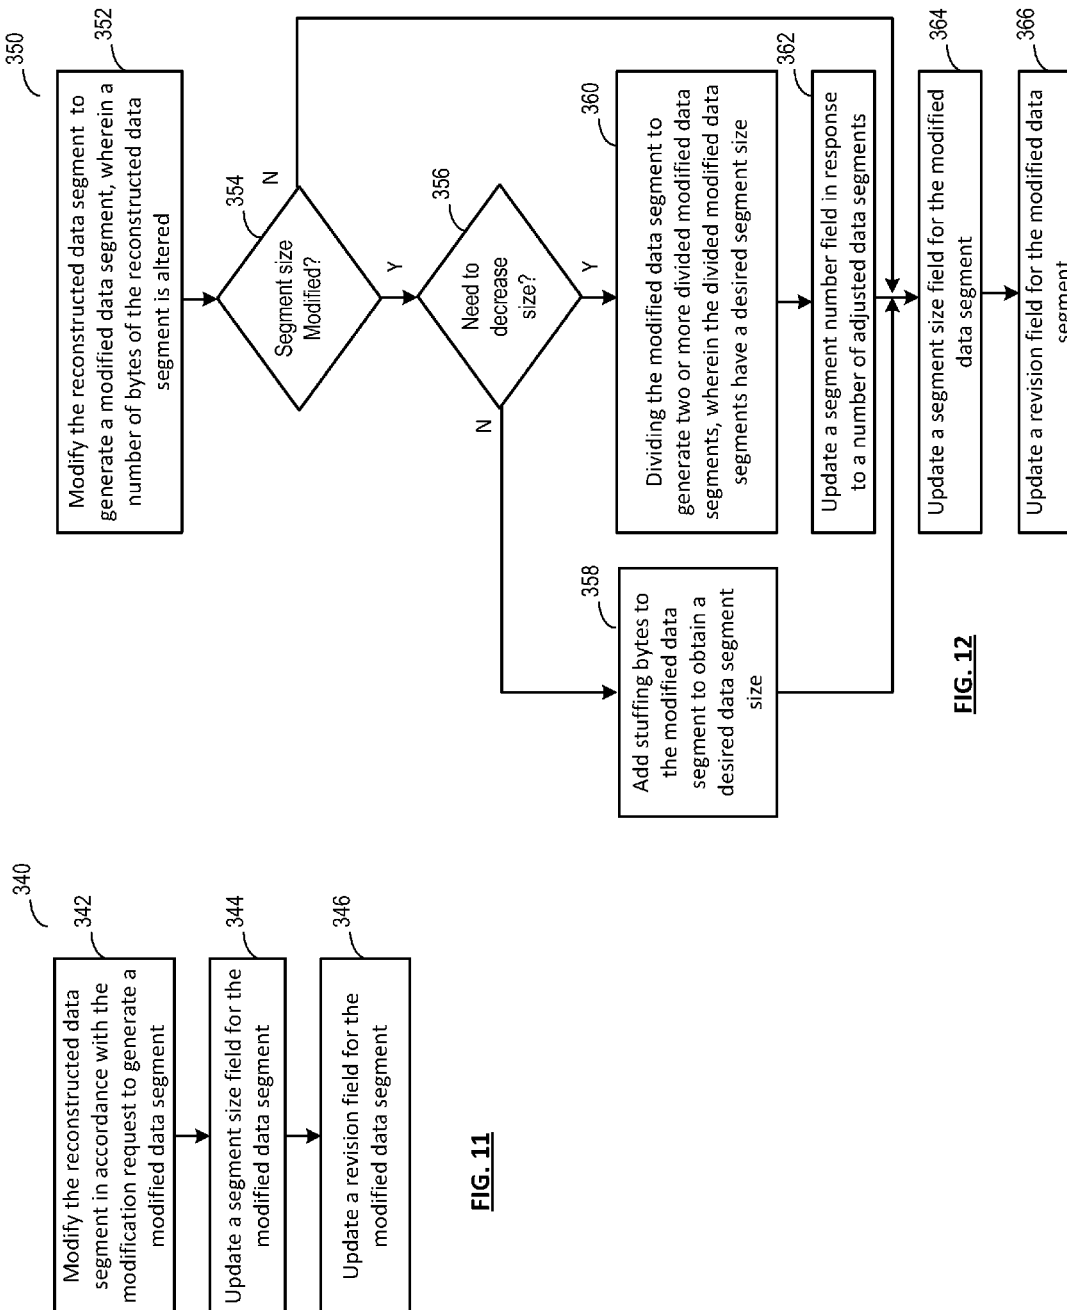 340
342
Modify the reconstructed data
segment in accordance with the
modification request to generate a
modified data segment
344
Update a segment size field for the
modified data segment
346
Update a revision field for the
modified data segment
FIG. 11
350
352
Modify the reconstructed data segment to
generate a modified data segment, wherein a
number of bytes of the reconstructed data
segment is altered
354
N
Segment size
Modified?
Y
356
Need to
decrease
size?
N
Y
358
Add stuffing bytes to
the modified data
segment to obtain a
desired data segment
size
360
Dividing the modified data segment to
generate two or more divided modified data
segments, wherein the divided modified data
segments have a desired segment size
362
Update a segment number field in response
to a number of adjusted data segments
364
Update a segment size field for the modified
data segment
366
Update a revision field for the modified data
segment
FIG. 12